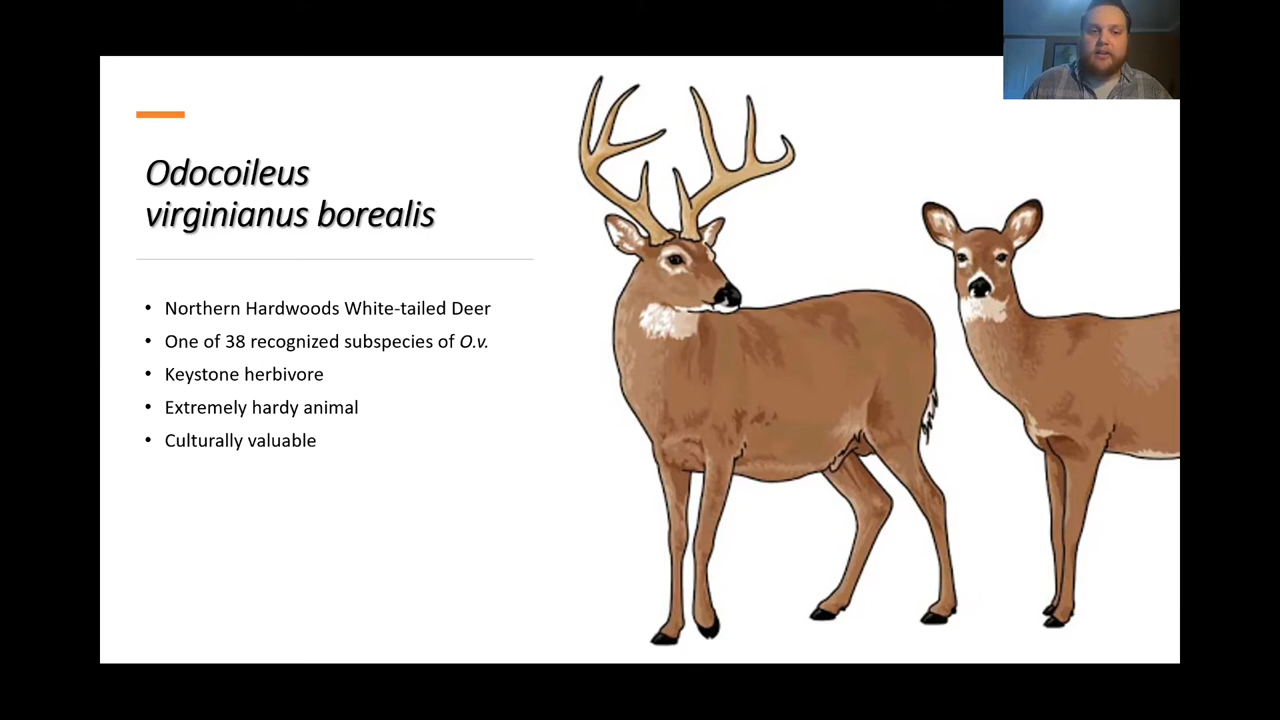 Odocoileus
virginianus borealis
• Northern Hardwoods White-tailed Deer
• One of 38 recognized subspecies of O.v.
• Keystone herbivore
• Extremely hardy animal
• Culturally valuable